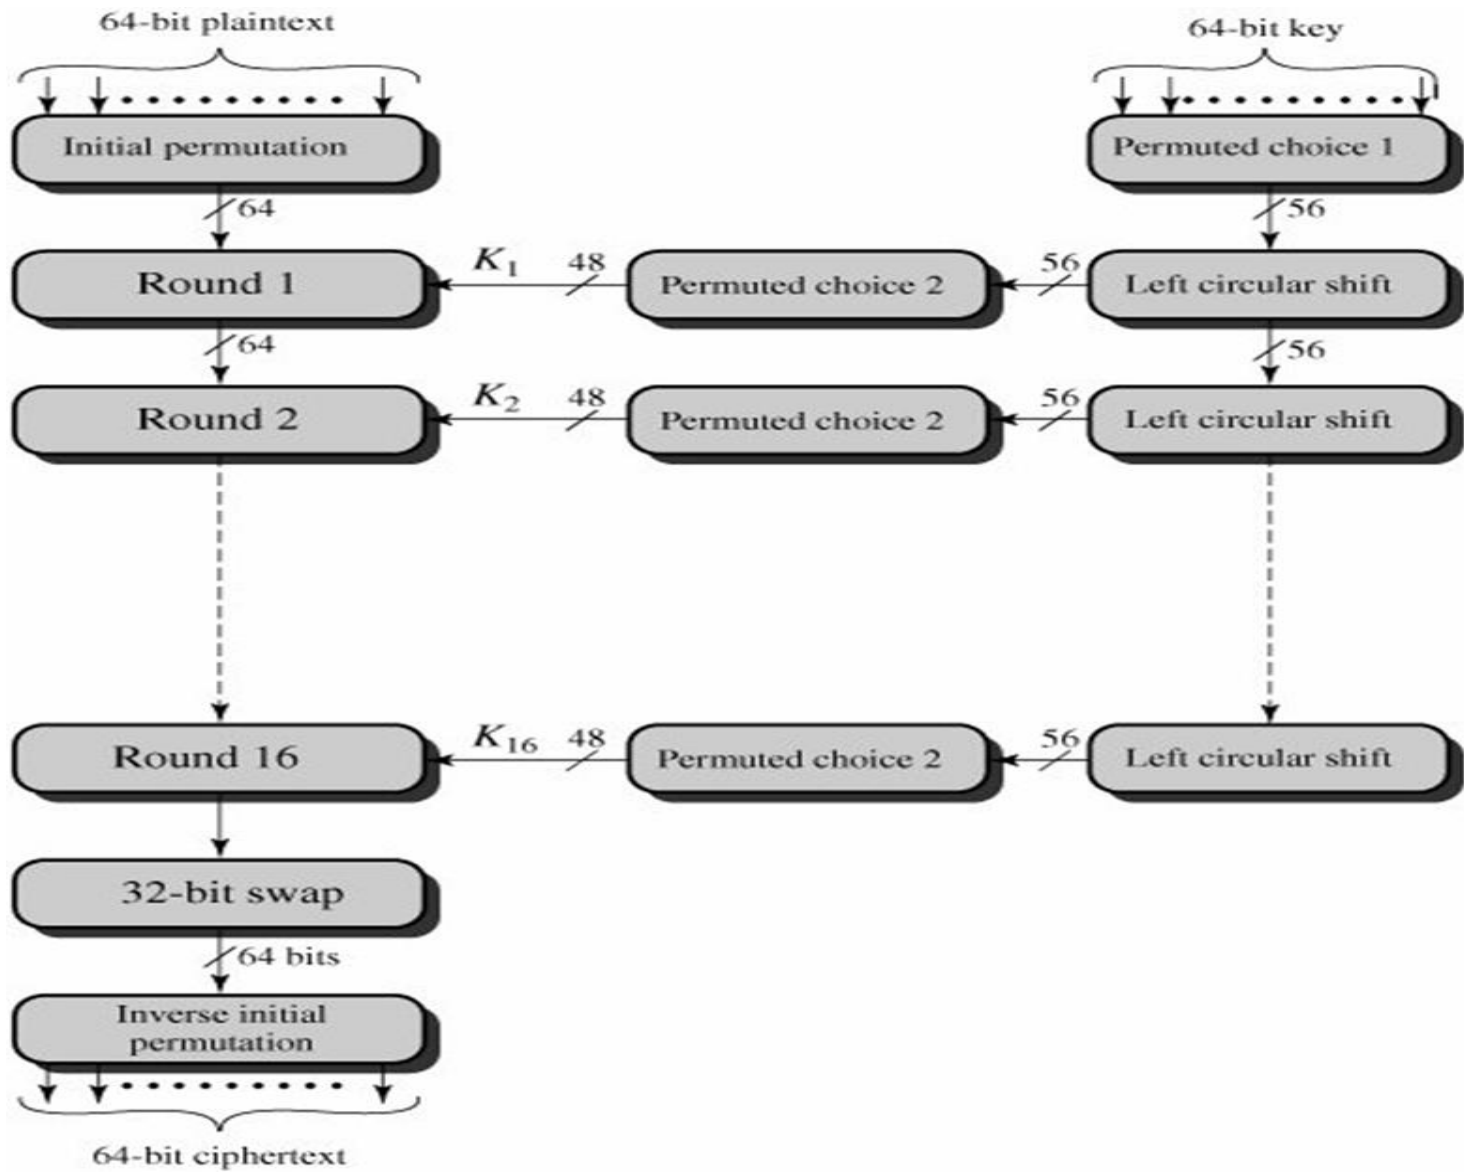 64-bit plaintext
64-bit key
Initial permutation
Permuted choice 1
64
56
Round 1
K1
48
Permuted choice 2
56
Left circular shift
64
56
Round 2
K2
48
Permuted choice 2
56
Left circular shift
Round 16
K16
48
Permuted choice 2
56
Left circular shift
32-bit swap
64 bits
Inverse initial
permutation
64-bit ciphertext